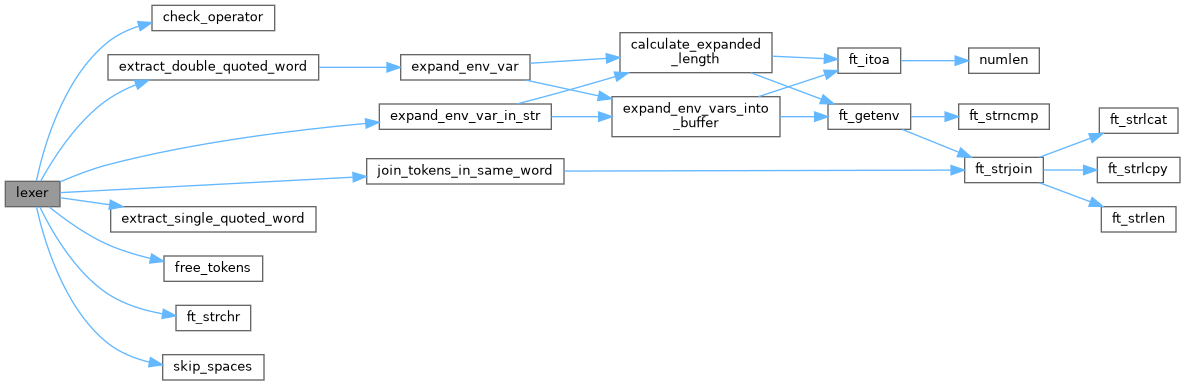 lexer
check_operator
extract_double_quoted_word
expand_env_var_in_str
join_tokens_in_same_word
extract_single_quoted_word
free_tokens
ft_strchr
skip_spaces
expand_env_var
calculate_expanded
_length
expand_env_vars_into
_buffer
ft_itoa
ft_getenv
numlen
ft_strncmp
ft_strjoin
ft_strlcat
ft_strlcpy
ft_strlen